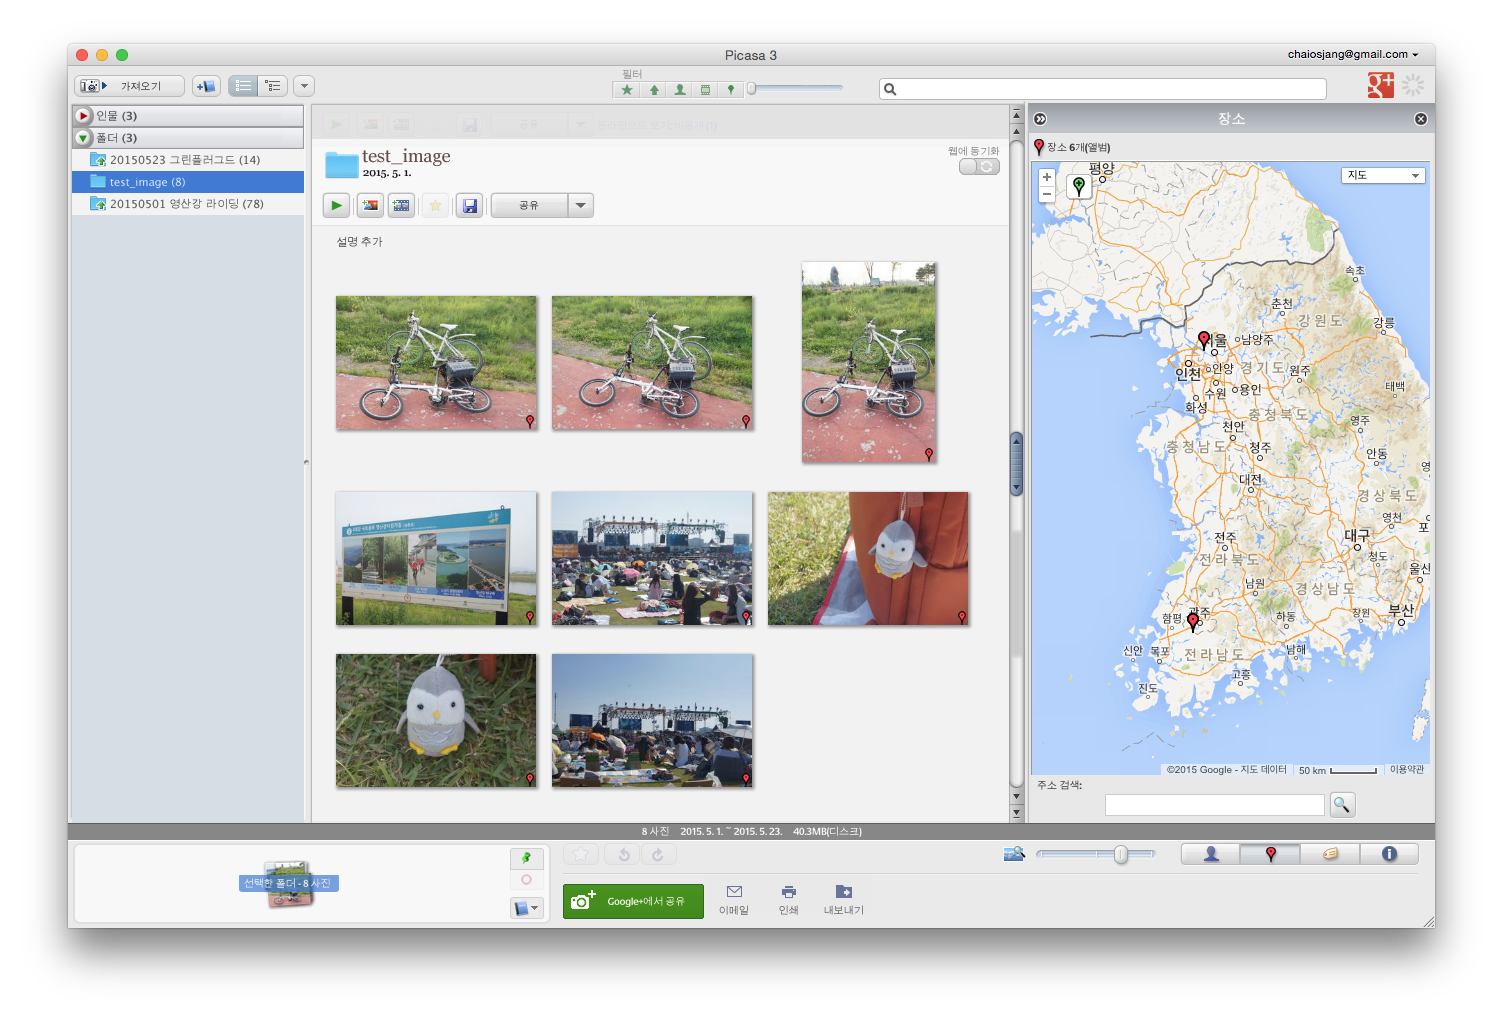 Picasa 3
chaiosjang@gmail.com
가져오기
필터
인물 (3)
폴더 (3)
20150523 그린플러그드 (14)
test_image (8)
20150501 영산강 라이딩 (78)
공유
test_image
2015. 5. 1.
웹에 동기화
공유
설명 추가
장소
장소 6개(앨범)
지도
평양
속초
춘천
강원도
강릉
서울
남양주
인천
안양
경기도
원주
수원
용인
태백
화성
충청북도
천안
영주
충청남도
청주
안동
대전
영
경상북도
영천
포
전주
대구
전라북도
청도
울산
남원
경상남도
함평
광주
하동
창원
부산
신안
목포
전라남도
남해
고흥
진도
©2015 Google - 지도 데이터
50 km
이용약관
주소 검색:
8 사진 2015. 5. 1. ~ 2015. 5. 23. 40.3MB(디스크)
선택한 폴더 - 8 사진
Google+에서 공유
이메일
인쇄
내보내기